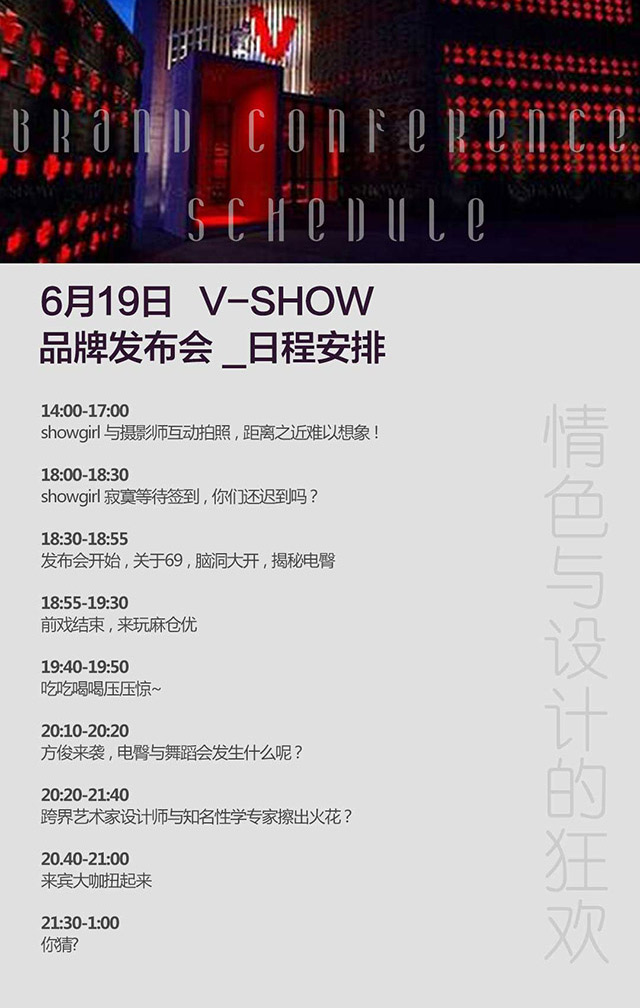 V
BRAND CONFERENCE
SCHEDULE
6月19日 V-SHOW
品牌发布会 _日程安排
14:00-17:00
showgirl 与摄影师互动拍照，距离之近难以想象！
18:00-18:30
showgirl 寂寞等待签到，你们还迟到吗？
18:30-18:55
发布会开始，关于69，脑洞大开，揭秘电臀
18:55-19:30
前戏结束，来玩麻仓优
19:40-19:50
吃吃喝喝压压惊~
20:10-20:20
方俊来袭，电臀与舞蹈会发生什么呢？
20:20-21:40
跨界艺术家设计师与知名性学专家擦出火花？
20.40-21:00
来宾大咖扭起来
21:30-1:00
你猜?
情色与设计的狂欢